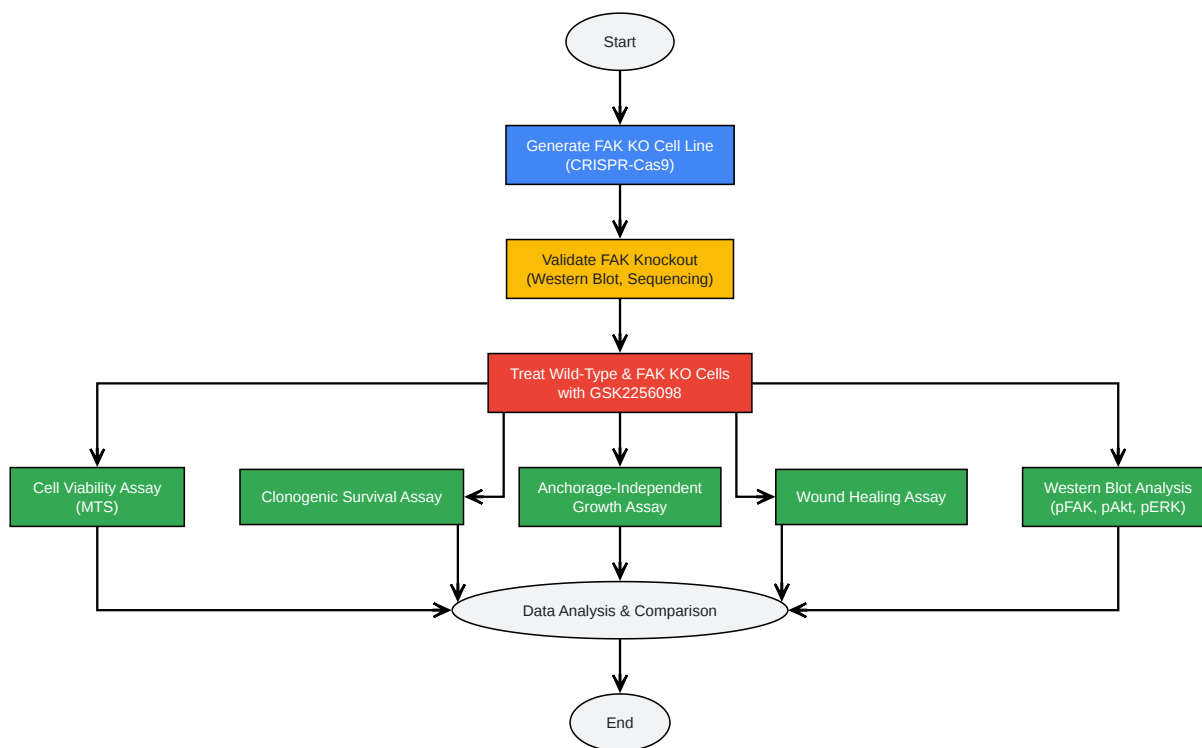 Start
Generate FAK KO Cell Line
(CRISPR-Cas9)
Validate FAK Knockout
(Western Blot, Sequencing)
Treat Wild-Type & FAK KO Cells
with GSK2256098
Cell Viability Assay
(MTS)
Clonogenic Survival Assay
Anchorage-Independent
Growth Assay
Wound Healing Assay
Western Blot Analysis
(pFAK, pAkt, pERK)
Data Analysis & Comparison
End